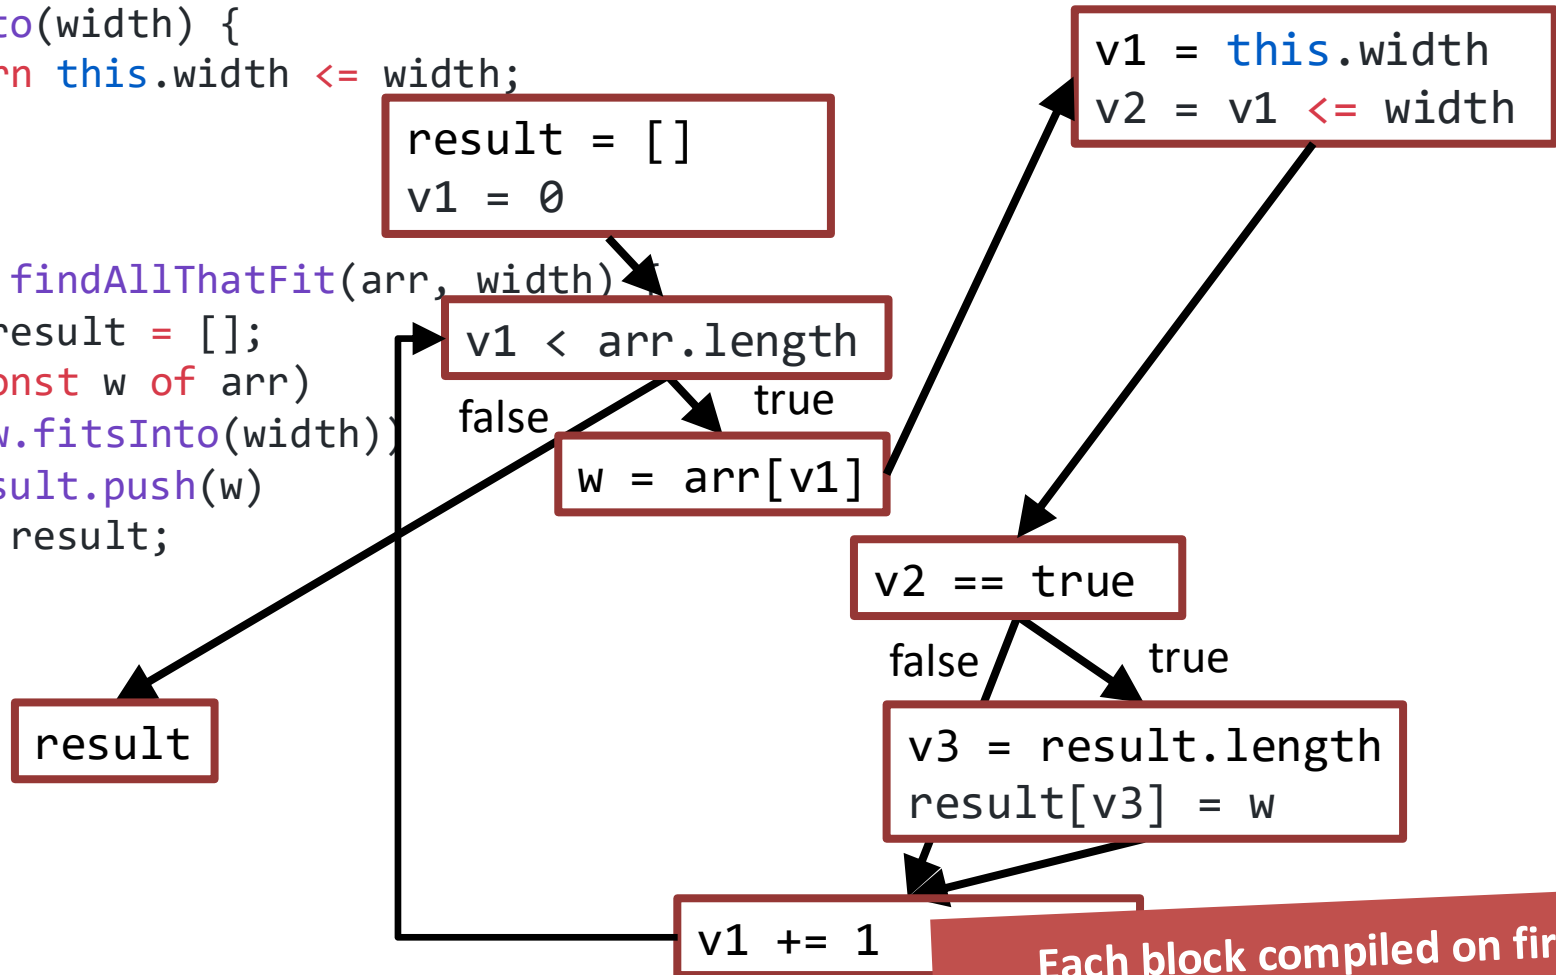 to(width) {
rn this.width <= width;
findAllThatFit(arr, width) {
result = [];
onst w of arr)
w.fitsInto(width))
sult.push(w)
result;
result = []
v1 = 0
v1 < arr.length
false
true
w = arr[v1]
v1 = this.width
v2 = v1 <= width
v2 == true
false
true
result
v3 = result.length
result[v3] = w
v1 += 1
Each block compiled on fir